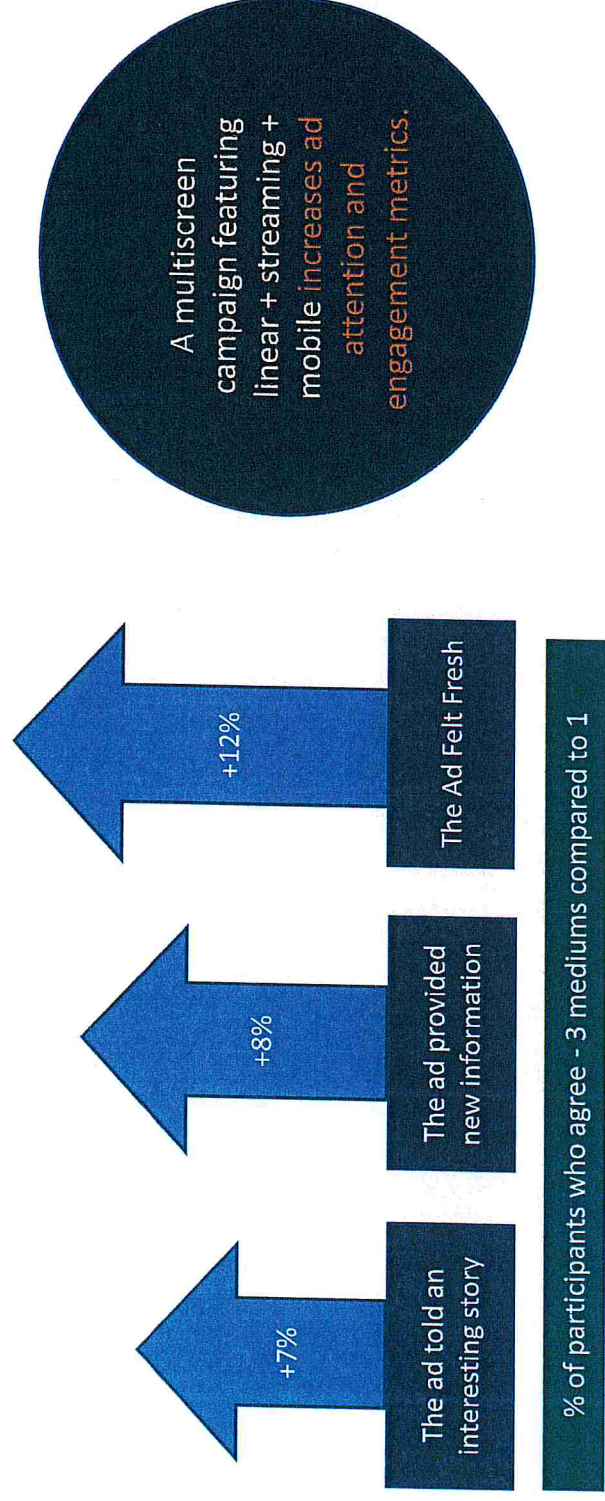 +7%
The ad told an
interesting story
+8%
The ad provided
new information
+12%
The Ad Felt Fresh
% of participants who agree - 3 mediums compared to 1
A multiscreen
campaign featuring
linear + streaming +
mobile increases ad
attention and
engagement metrics.